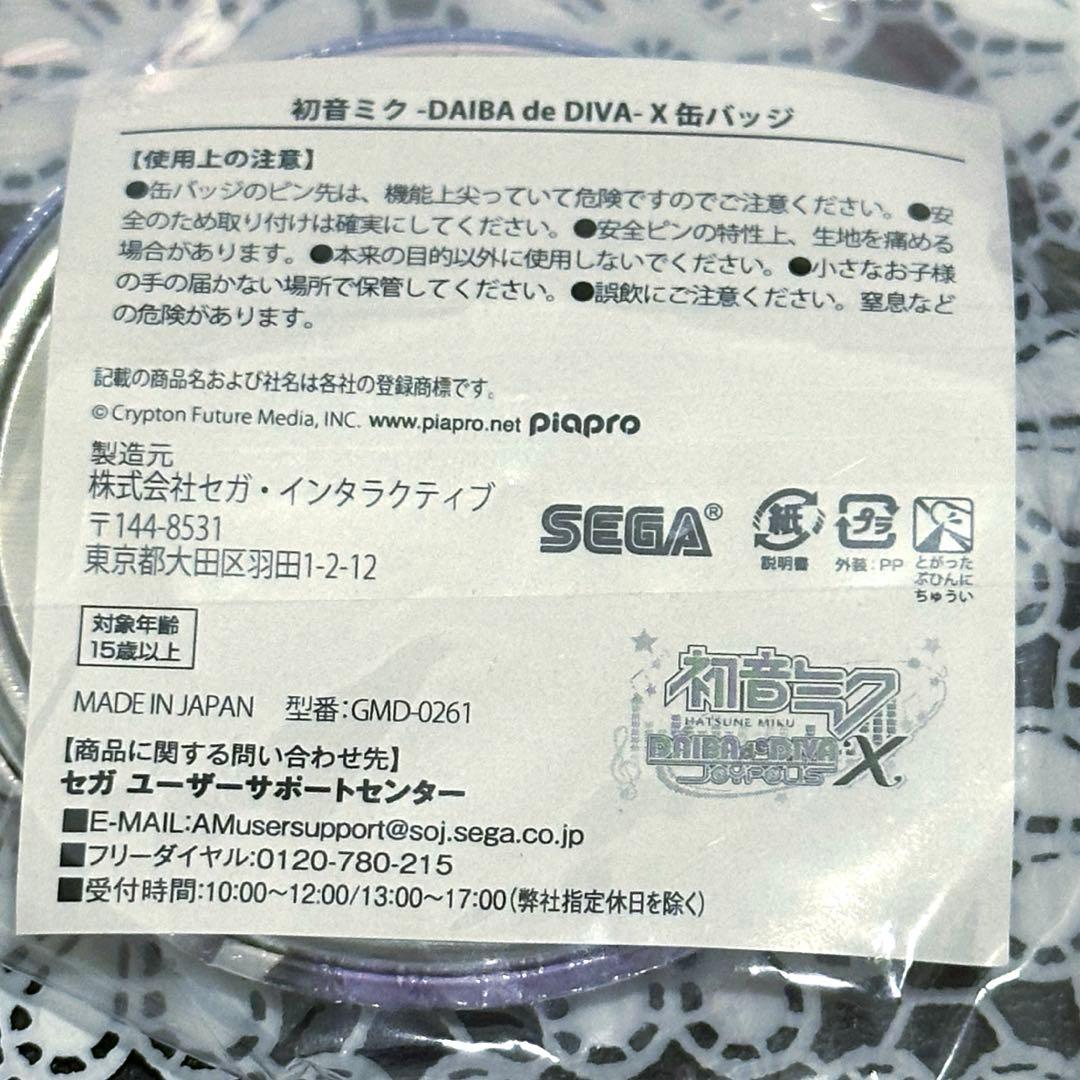 初音ミク -DAIBA de DIVA- X 缶バッジ
【使用上の注意】
●缶バッジのピン先は、機能上尖っていて危険ですのでご注意ください。●安
全のため取り付けは確実にしてください。●安全ピンの特性上、生地を痛める
場合があります。●本来の目的以外に使用しないでください。●小さなお子様
の手の届かない場所で保管してください。●誤飲にご注意ください。窒息など
の危険があります。
記載の商品名および社名は各社の登録商標です。
©Crypton Future Media, INC. www.piapro.net piapro
製造元
株式会社セガ・インタラクティブ
〒144-8531
東京都大田区羽田1-2-12
SEGA®
紙
説明書
プラ
外装:PP
とがった
ぶひんに
ちゅうい
対象年齢
15歳以上
MADE IN JAPAN 型番:GMD-0261
初音ミク
HATSUNE MIKU
DAIBA de DIVA X
JOYPOLIS
【商品に関する問い合わせ先】
セガ ユーザーサポートセンター
■E-MAIL:AMusersupport@soj.sega.co.jp
■フリーダイヤル:0120-780-215
■受付時間:10:00～12:00/13:00～17:00(弊社指定休日を除く)